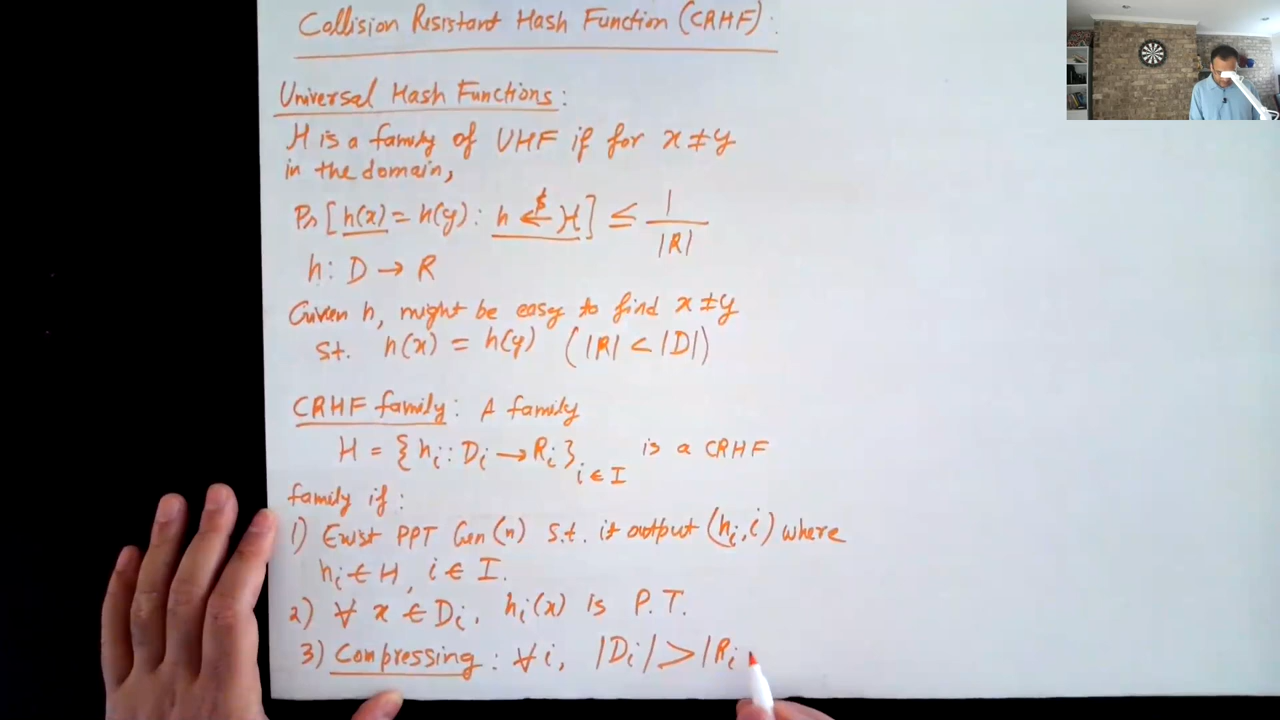 Collision Resistant Hash Function (CRHF):
Universal Hash Functions:
H is a family of UHF if for x ≠ y
in the domain,
Pr [h(x) = h(y) : h ←$ H] ≤ 1/|R|
h : D → R
Given h, might be easy to find x ≠ y
St. h(x) = h(y) (|R| < |D|)
CRHF family: A family
H = {hᵢ : Dᵢ → Rᵢ}ᵢ ∈ I is a CRHF
family if:
1) Exist PPT Gen(n) s.t. it output (hᵢ, i) where
hᵢ ∈ H, i ∈ I.
2) ∀ x ∈ Dᵢ, hᵢ(x) is P.T.
3) Compressing: ∀ i, |Dᵢ| > |Rᵢ